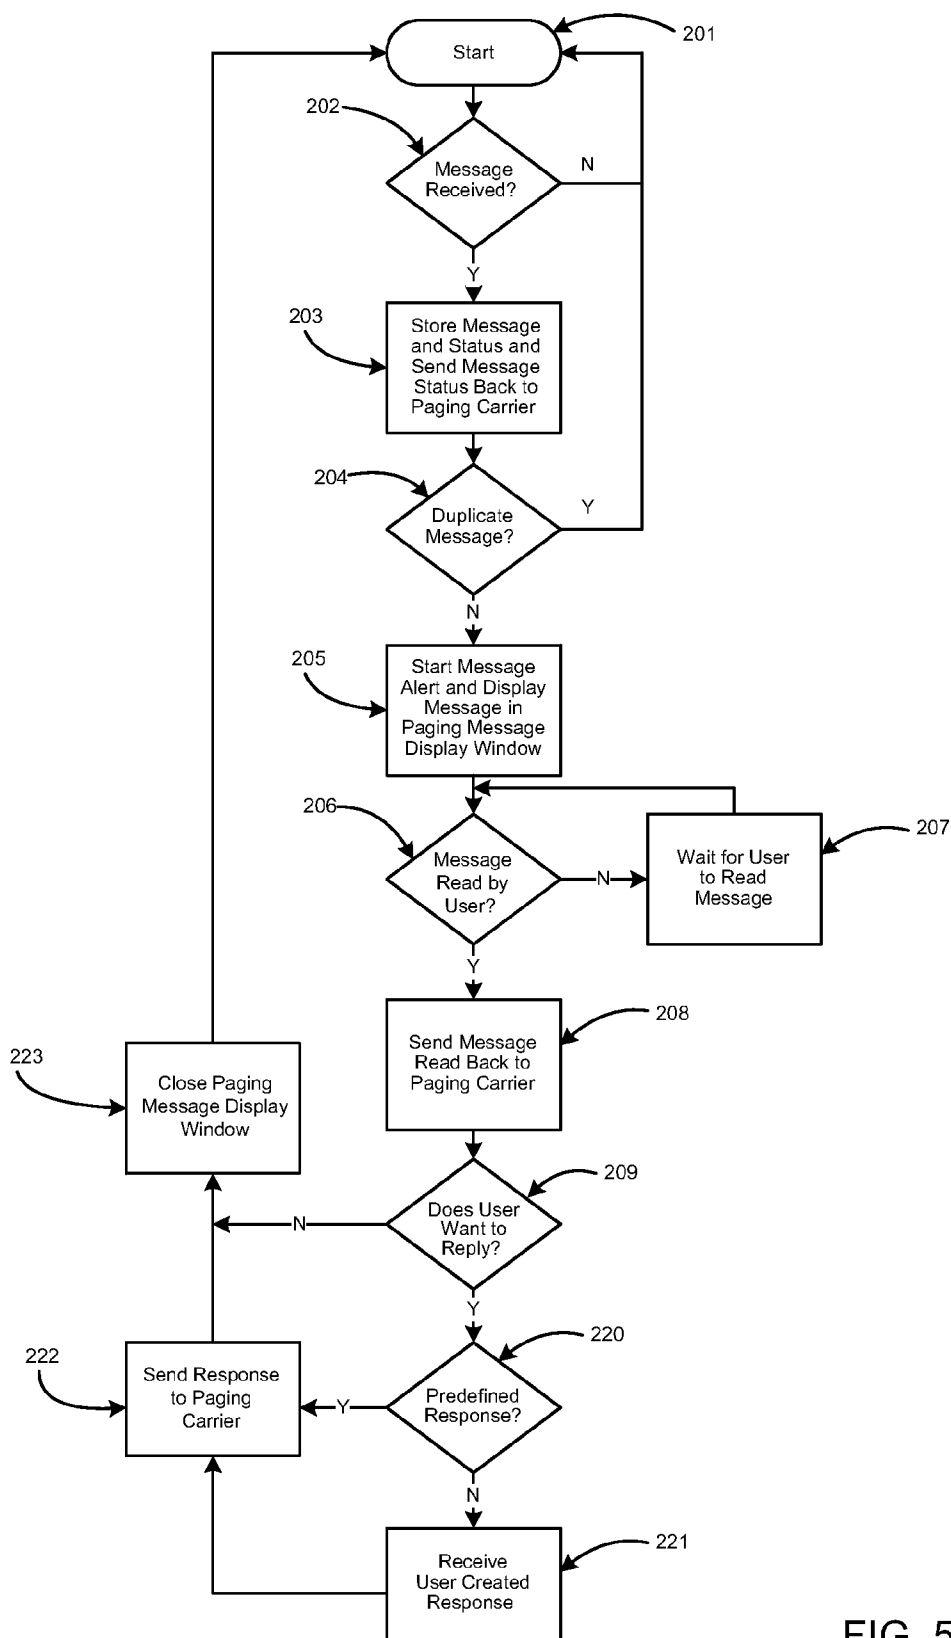 201
Start
202
Message
Received?
N
Y
203
Store Message
and Status and
Send Message
Status Back to
Paging Carrier
204
Duplicate
Message?
Y
N
205
Start Message
Alert and Display
Message in
Paging Message
Display Window
206
Message
Read by
User?
N
207
Wait for User
to Read
Message
Y
208
Send Message
Read Back to
Paging Carrier
223
Close Paging
Message Display
Window
209
Does User
Want to
Reply?
N
Y
220
Predefined
Response?
Y
222
Send Response
to Paging
Carrier
N
221
Receive
User Created
Response
FIG. 5